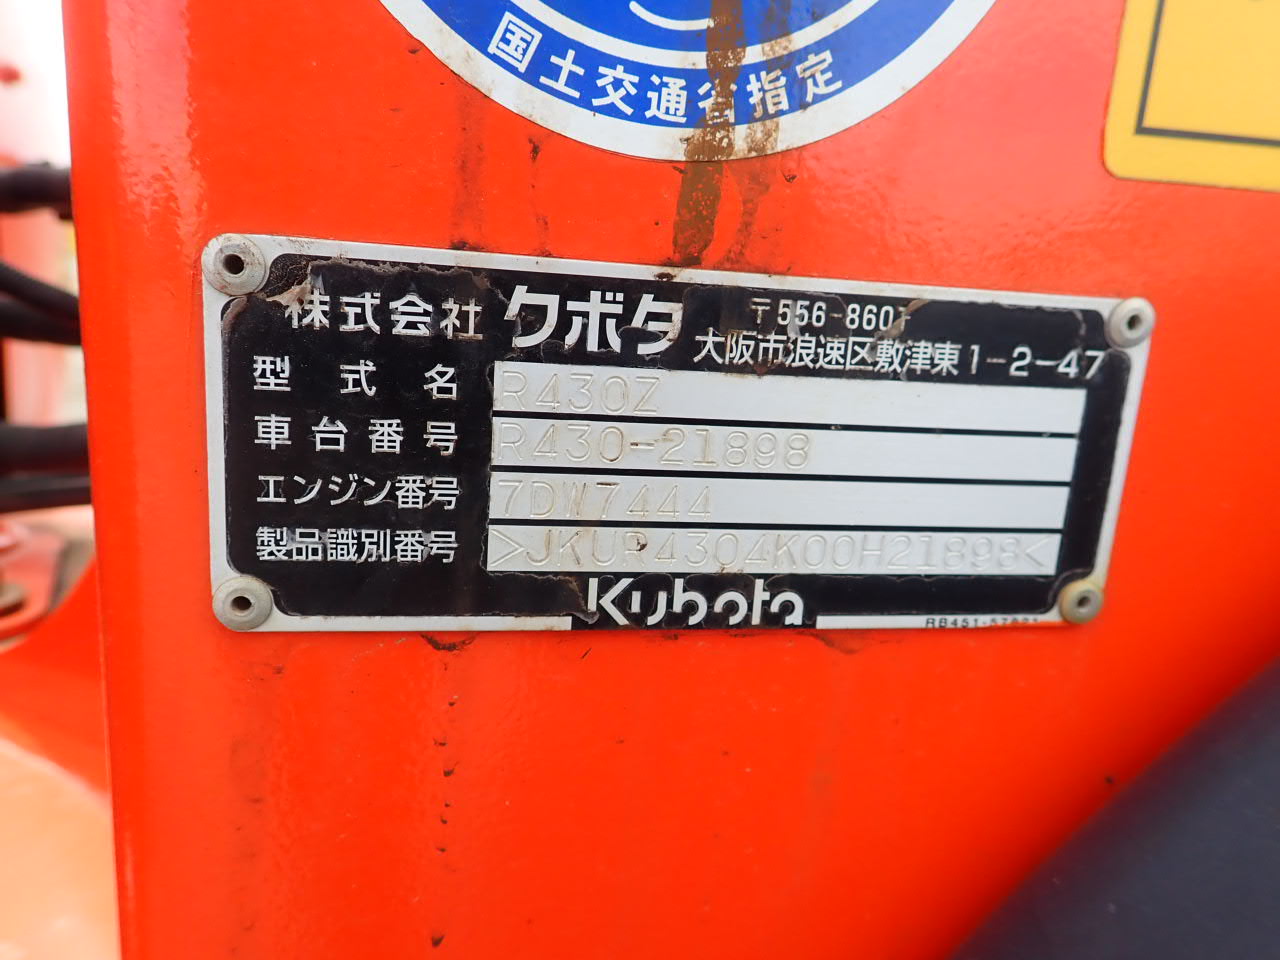 国土交通省指定
株式会社 クボタ 〒556-8601
大阪市浪速区敷津東1-2-47
型式名 R430Z
車台番号 R430-21898
エンジン番号 7DW7444
製品識別番号 >JKUR4304K00H21898<
Kubota